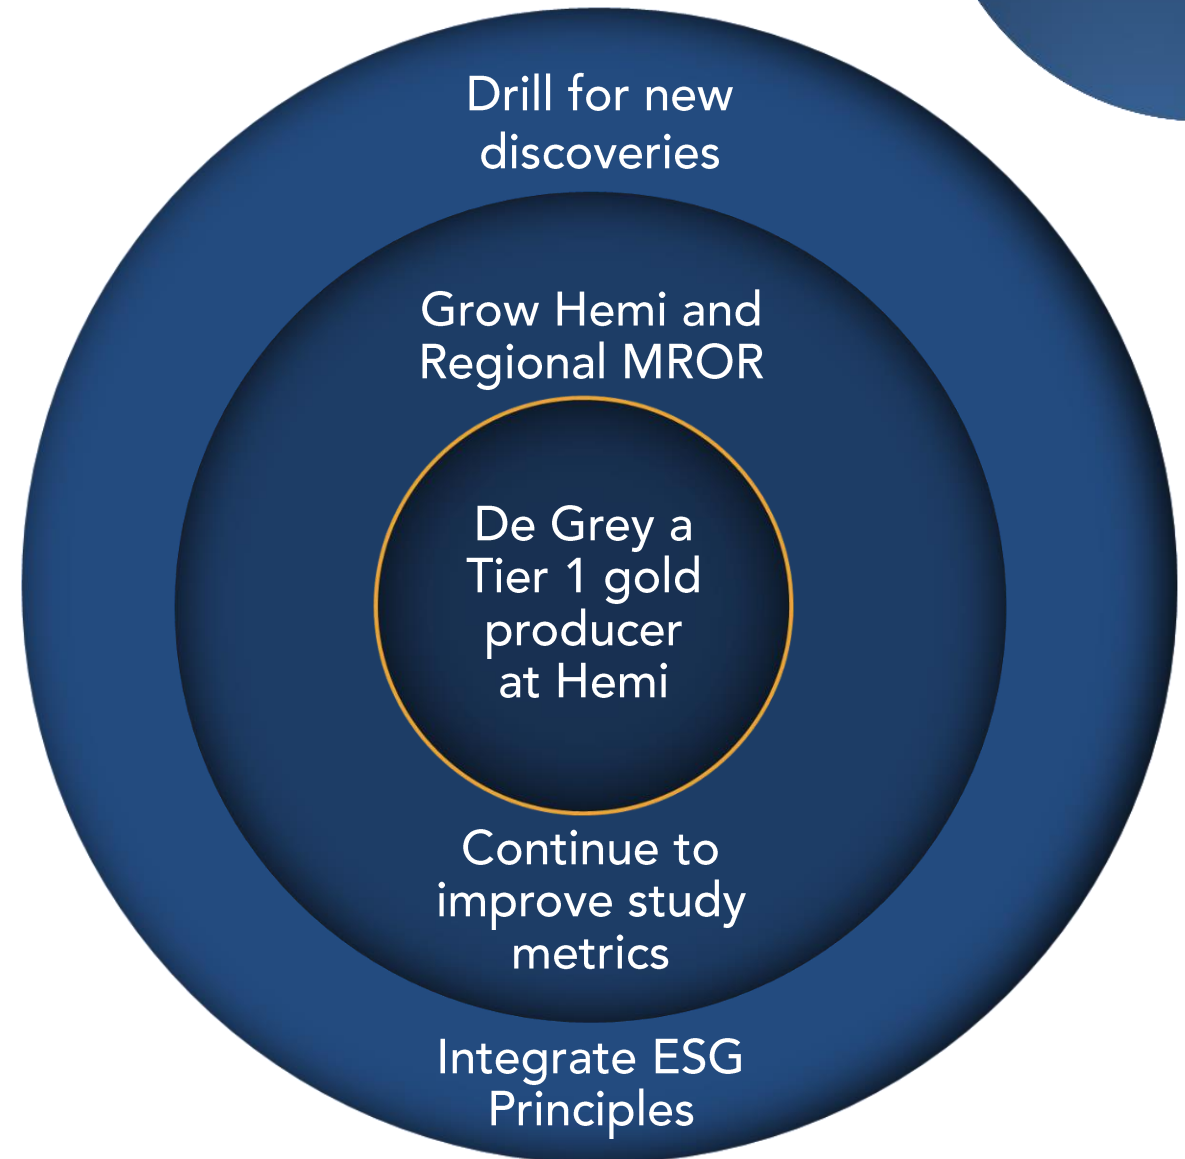 Drill for new
discoveries
Grow Hemi and
Regional MROR
De Grey a
Tier 1 gold
producer
at Hemi
Continue to
improve study
metrics
Integrate ESG
Principles